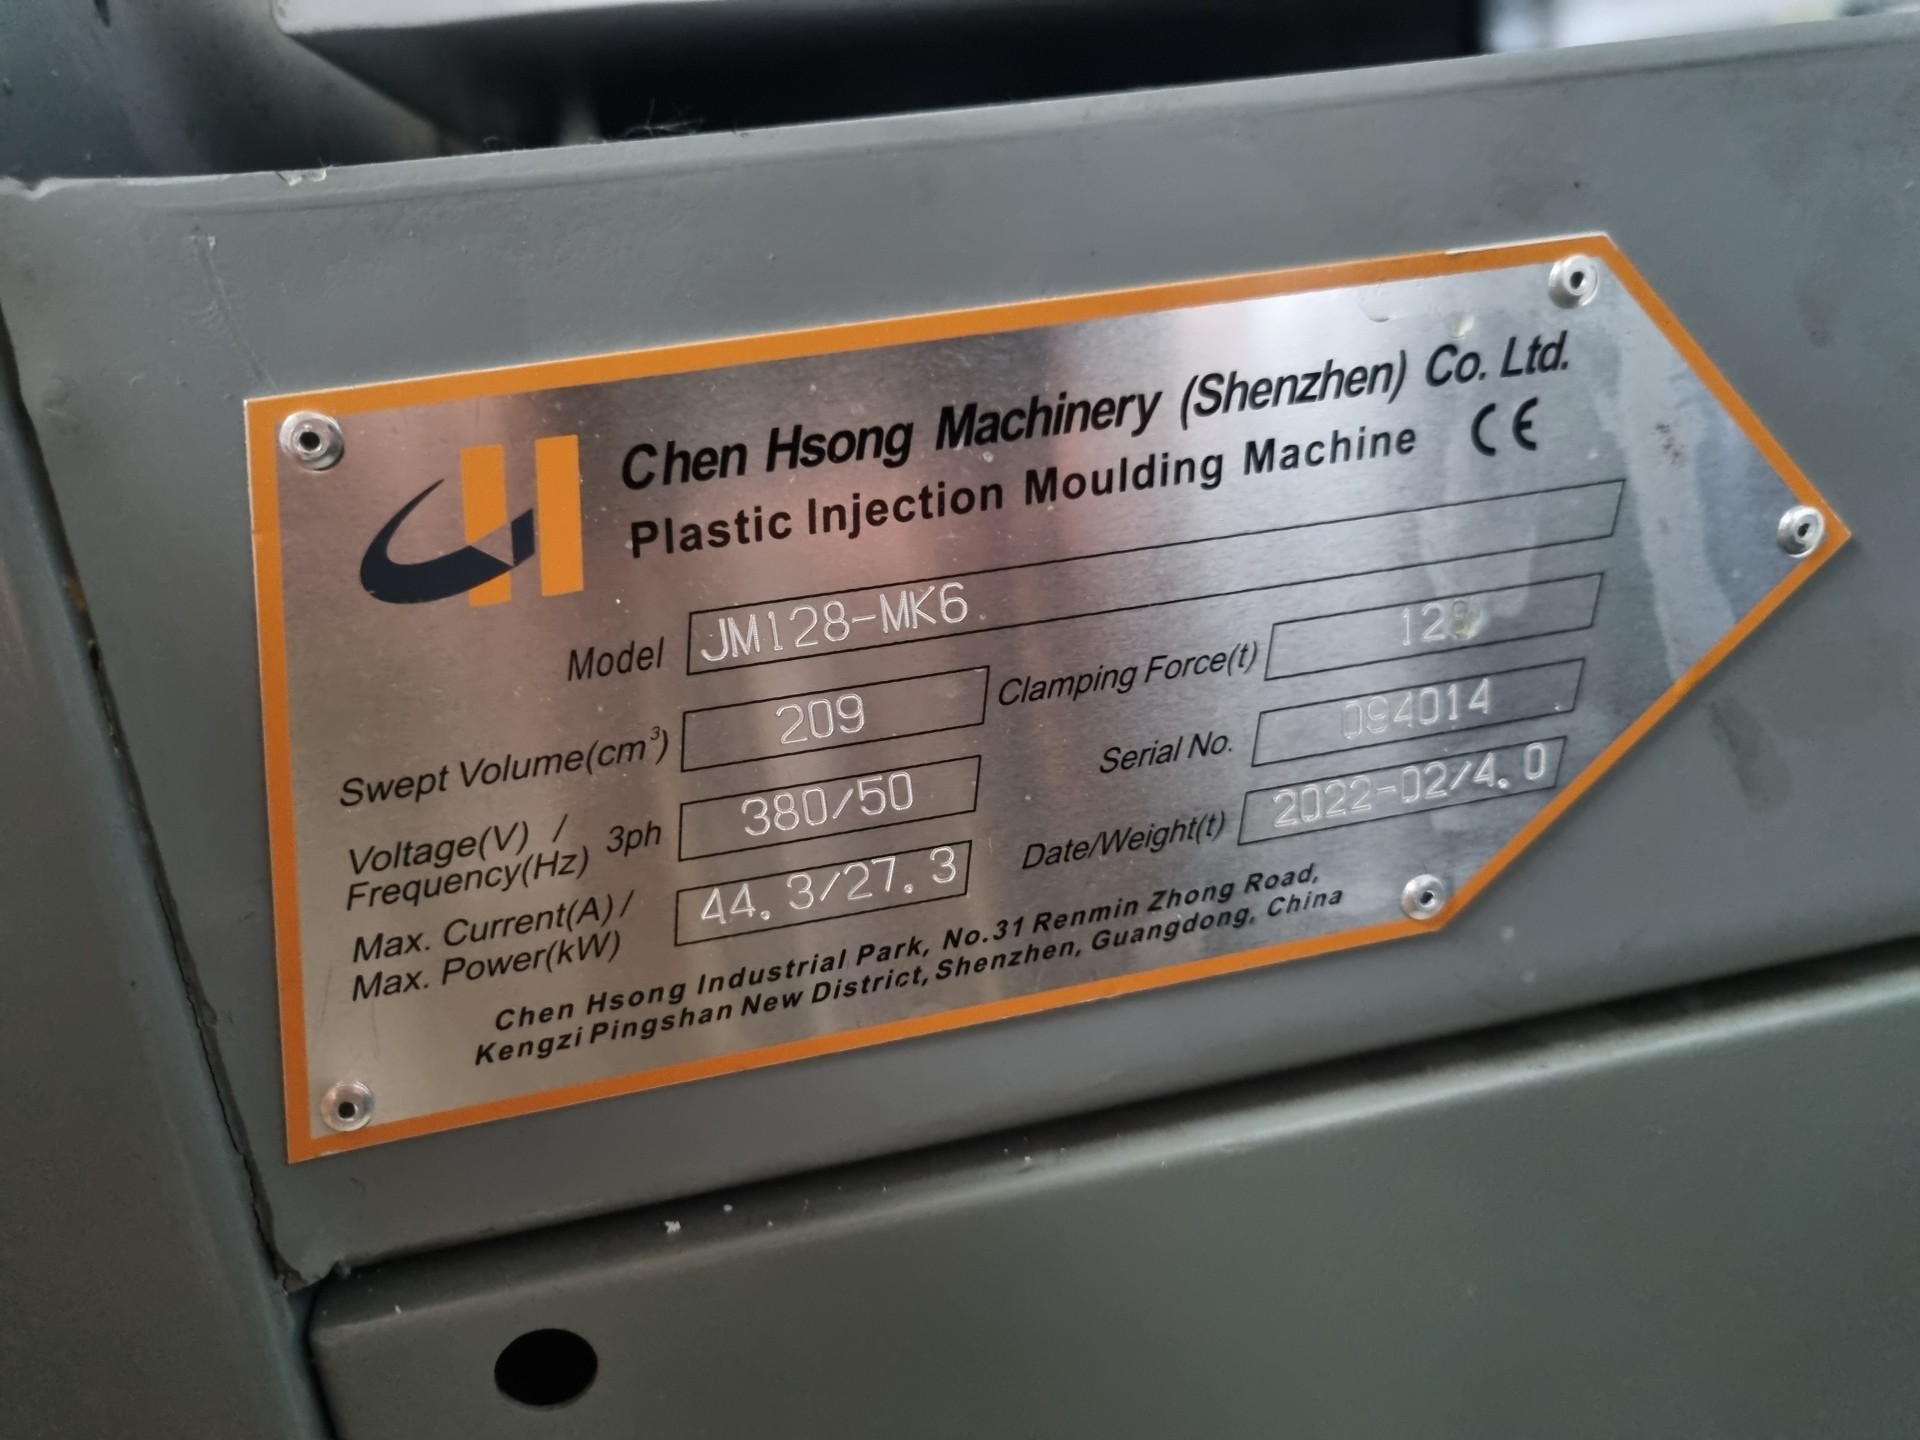 Chen Hsong Machinery (Shenzhen) Co. Ltd.
Plastic Injection Moulding Machine CE
Model JM128-MK6
Swept Volume(cm³) 209 Clamping Force(t) 128
Voltage(V) / Frequency(Hz) 3ph 380/50 Serial No. 094014
Max. Current(A) / Max. Power(kW) 44.3/27.3 Date/Weight(t) 2022-02/4.0
Chen Hsong Industrial Park, No.31 Renmin Zhong Road,
Kengzi Pingshan New District, Shenzhen, Guangdong, China